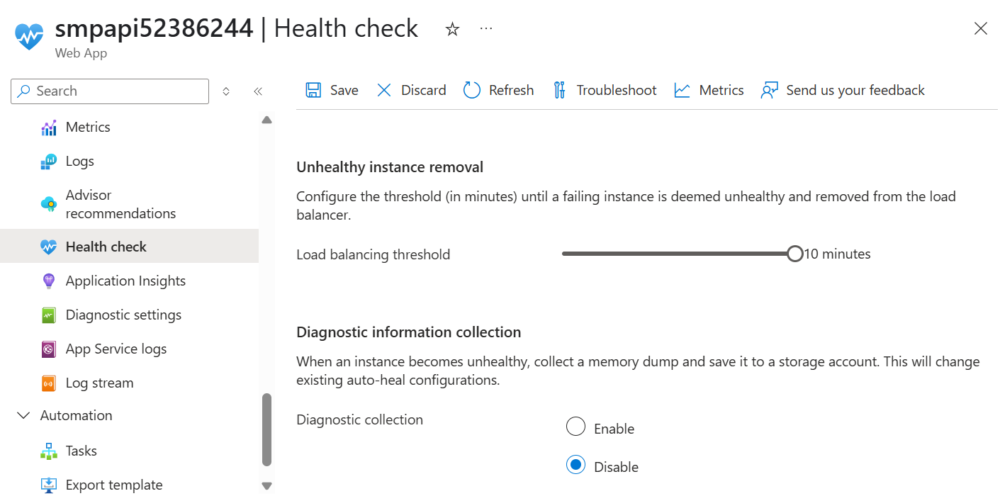 smpapi52386244 | Health check
Web App
Search
Save Discard Refresh Troubleshoot Metrics Send us your feedback
Metrics
Logs
Advisor
recommendations
Health check
Application Insights
Diagnostic settings
App Service logs
Log stream
Automation
Tasks
Export template
Unhealthy instance removal
Configure the threshold (in minutes) until a failing instance is deemed unhealthy and removed from the load
balancer.
Load balancing threshold 10 minutes
Diagnostic information collection
When an instance becomes unhealthy, collect a memory dump and save it to a storage account. This will change
existing auto-heal configurations.
Diagnostic collection
Enable
Disable